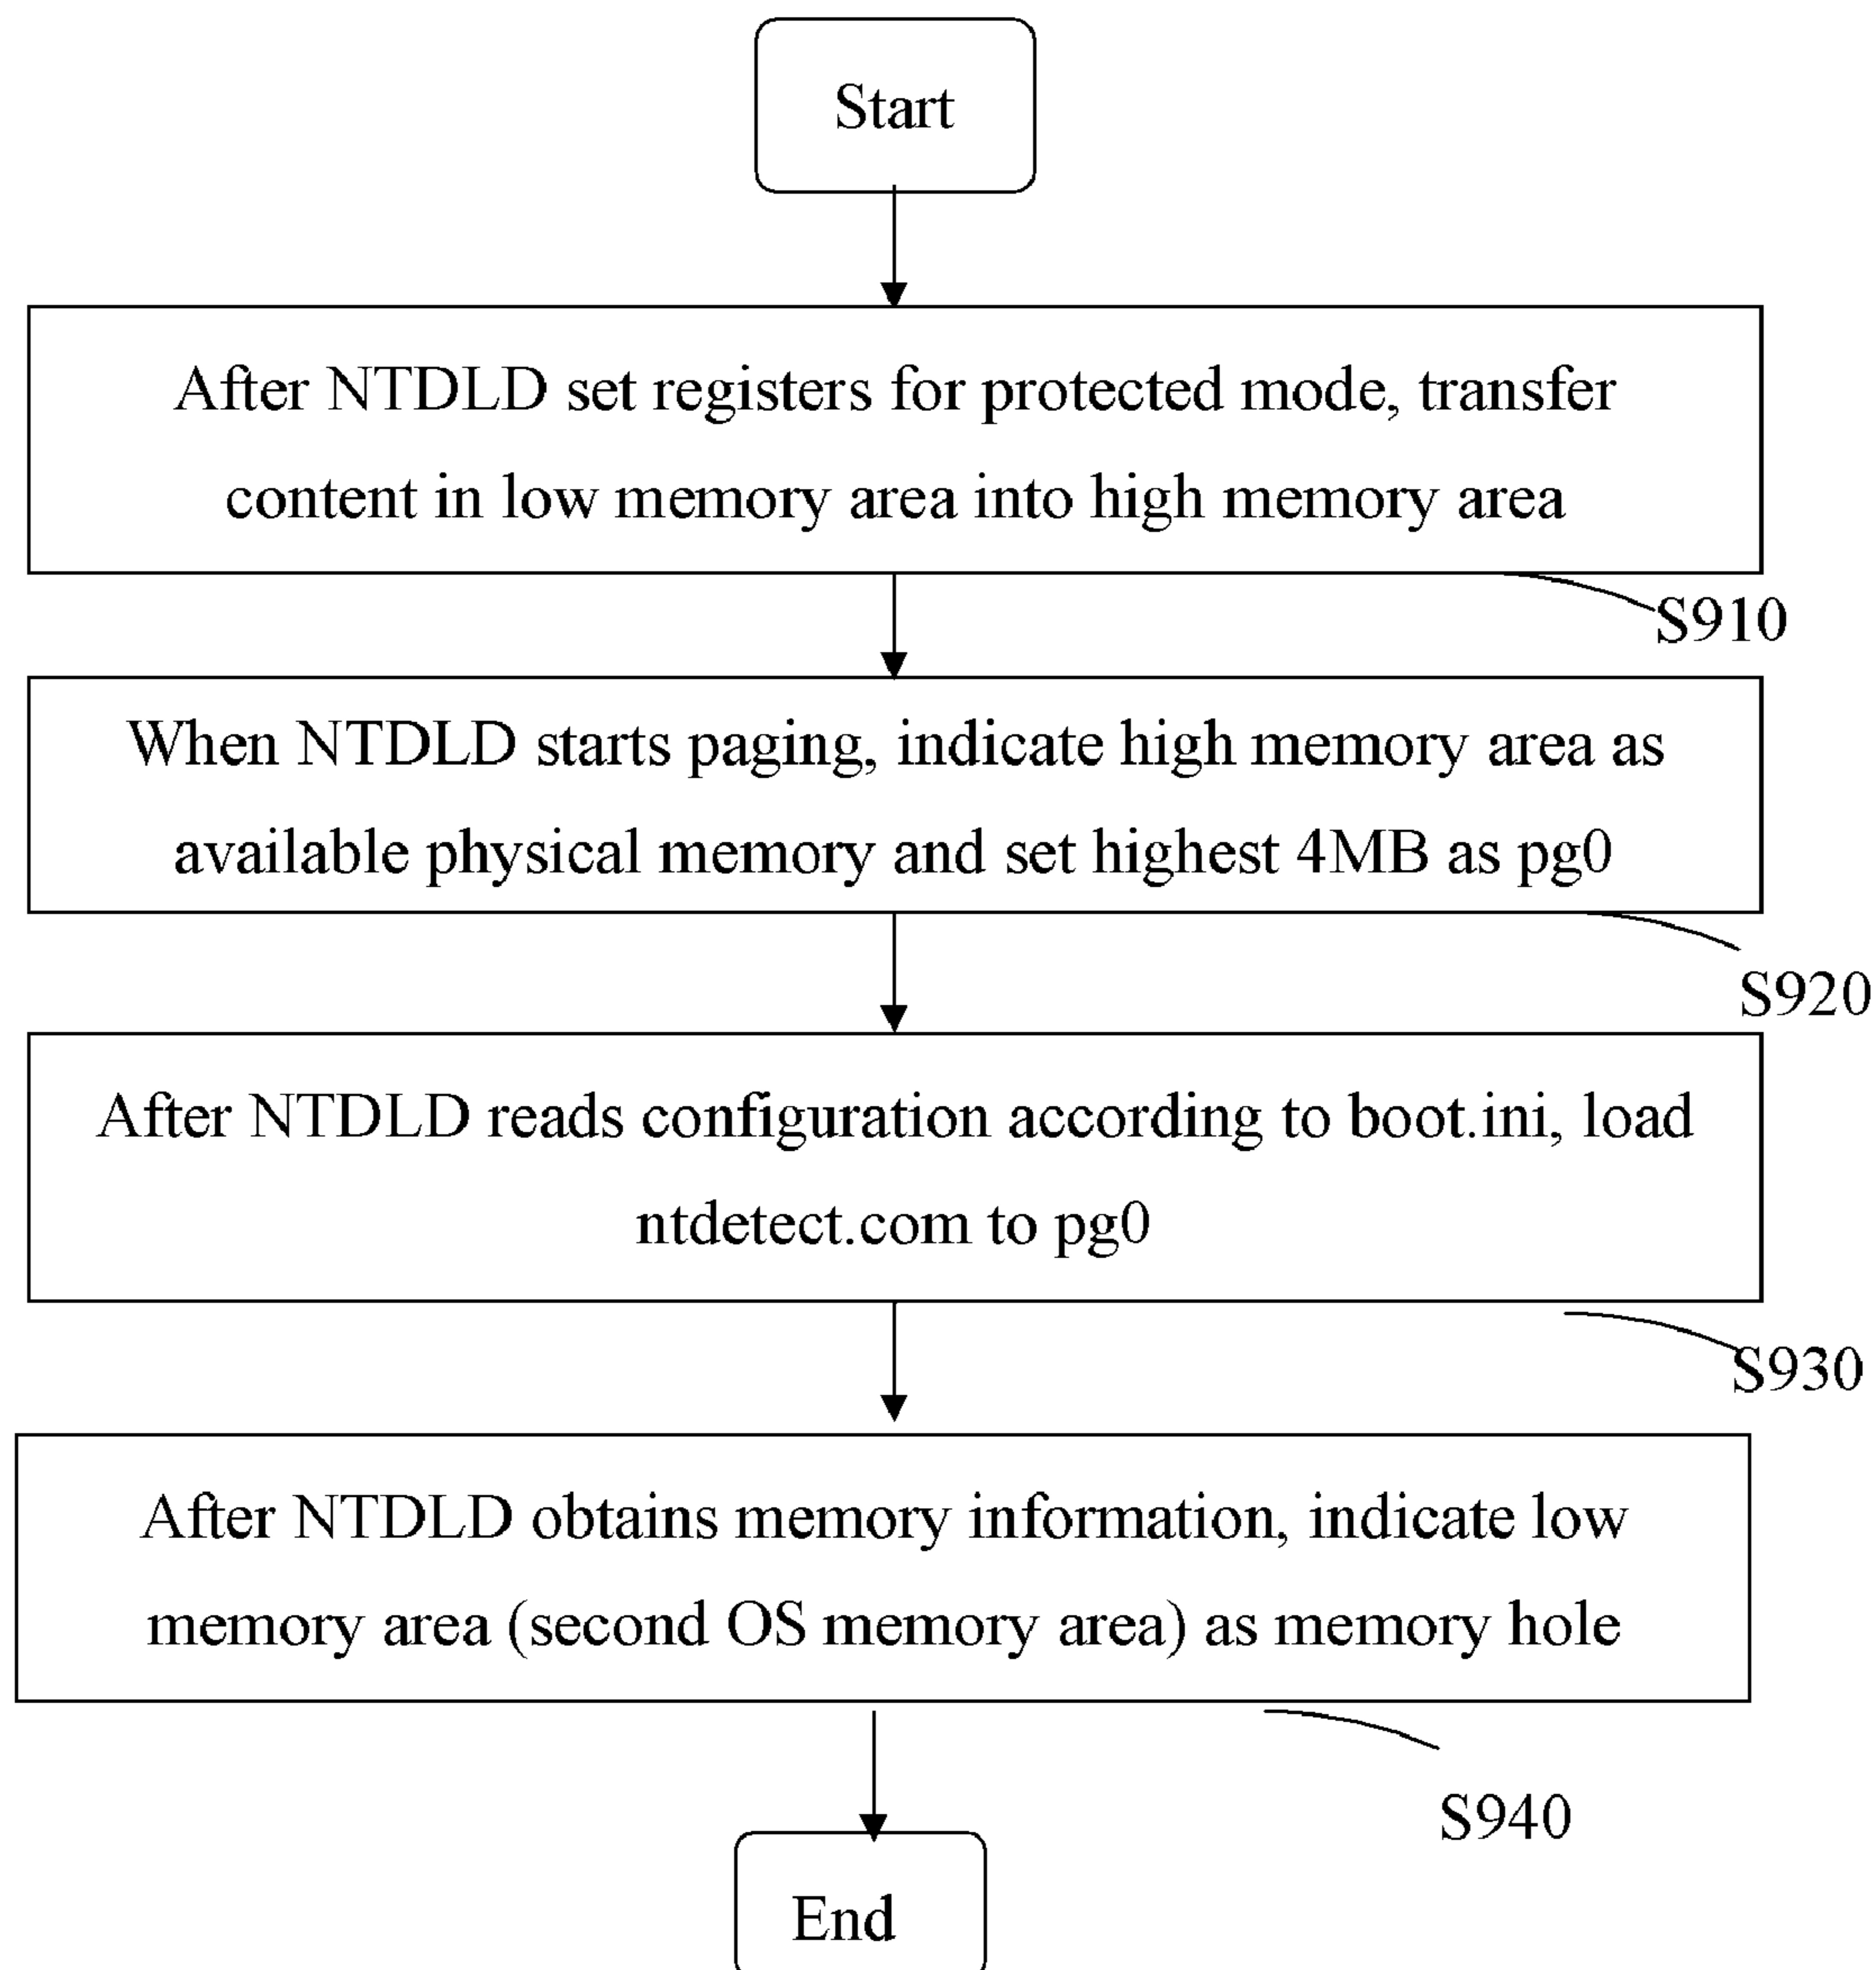 Start
After NTDLD set registers for protected mode, transfer
content in low memory area into high memory area
S910
When NTDLD starts paging, indicate high memory area as
available physical memory and set highest 4MB as pg0
S920
After NTDLD reads configuration according to boot.ini, load
ntdetect.com to pg0
S930
After NTDLD obtains memory information, indicate low
memory area (second OS memory area) as memory hole
S940
End